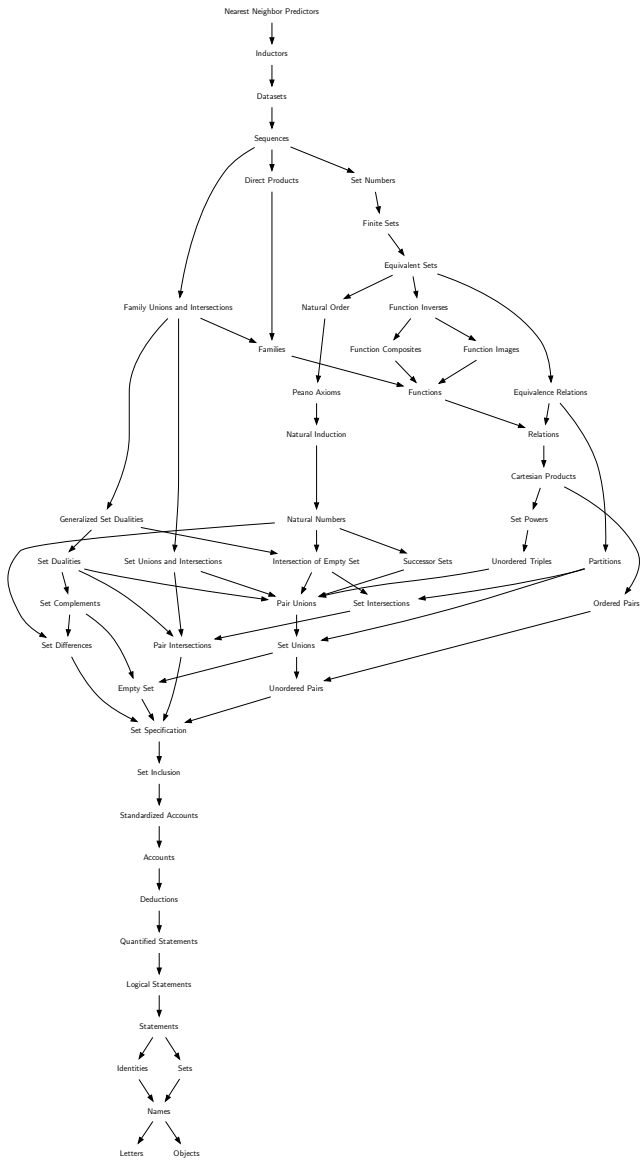 Nearest Neighbor Predictors
Inductors
Datasets
Sequences
Direct Products
Set Numbers
Finite Sets
Equivalent Sets
Family Unions and Intersections
Natural Order
Function Inverses
Families
Function Composites
Function Images
Peano Axioms
Functions
Equivalence Relations
Natural Induction
Relations
Cartesian Products
Generalized Set Dualities
Natural Numbers
Set Powers
Set Dualities
Set Unions and Intersections
Intersection of Empty Set
Successor Sets
Unordered Triples
Partitions
Set Complements
Pair Unions
Set Intersections
Ordered Pairs
Set Differences
Pair Intersections
Set Unions
Empty Set
Unordered Pairs
Set Specification
Set Inclusion
Standardized Accounts
Accounts
Deductions
Quantified Statements
Logical Statements
Statements
Identities
Sets
Names
Letters
Objects